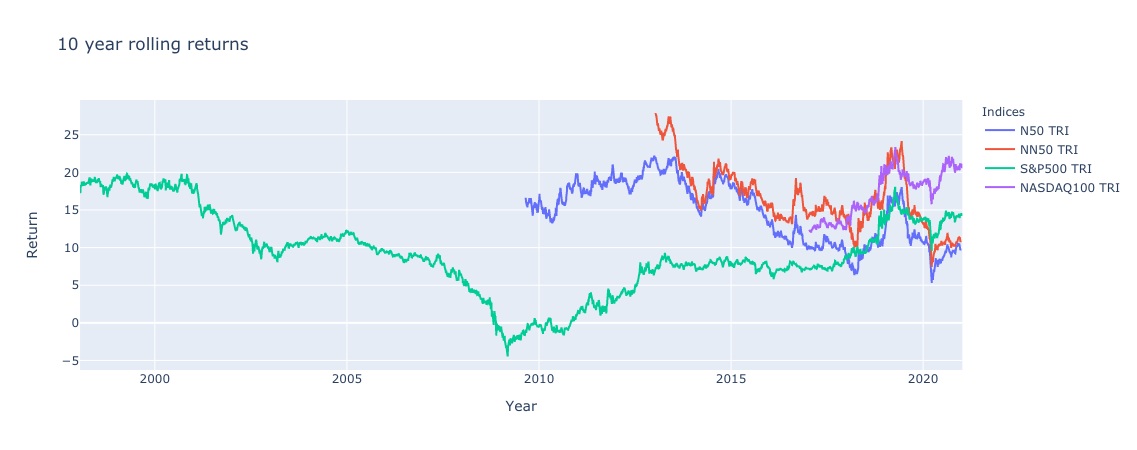 10 year rolling returns
Indices
N50 TRI
NN50 TRI
S&P500 TRI
NASDAQ100 TRI
Return
25
20
15
10
5
0
−5
2000
2005
2010
2015
2020
Year